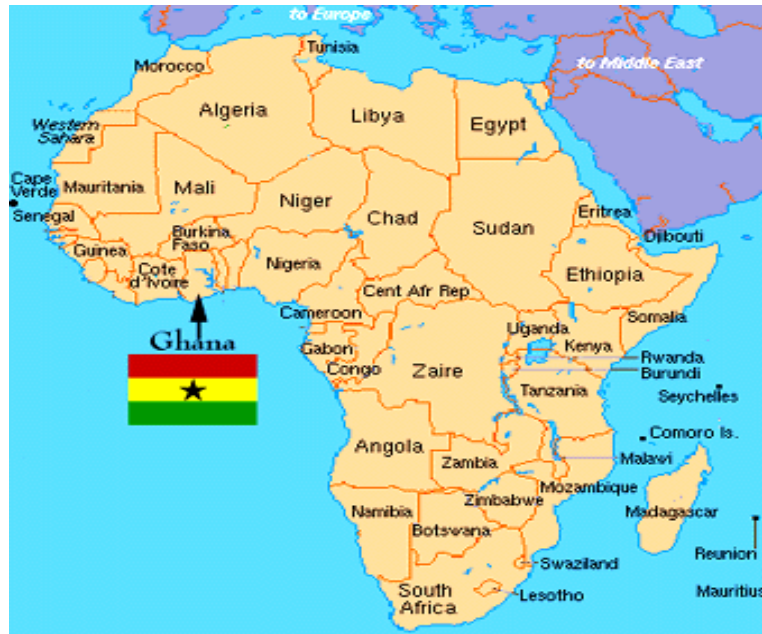 to Europe
Tunisia
to Middle East
Morocco
Algeria
Libya
Egypt
Western
Sahara
Cape
Verde
Mauritania
Mali
Niger
Chad
Sudan
Eritrea
Senegal
Djibouti
Guinea
Burkina
Faso
Nigeria
Cote
d'Ivoire
Ethiopia
Cent Afr Rep
Cameroon
Somalia
Ghana
Uganda
Kenya
Gabon
Congo
Zaire
Rwanda
Burundi
Tanzania
Seychelles
Comoro Is.
Angola
Zambia
Malawi
Mozambique
Zimbabwe
Namibia
Madagascar
Botswana
Reunion
Swaziland
South
Africa
Lesotho
Mauritius